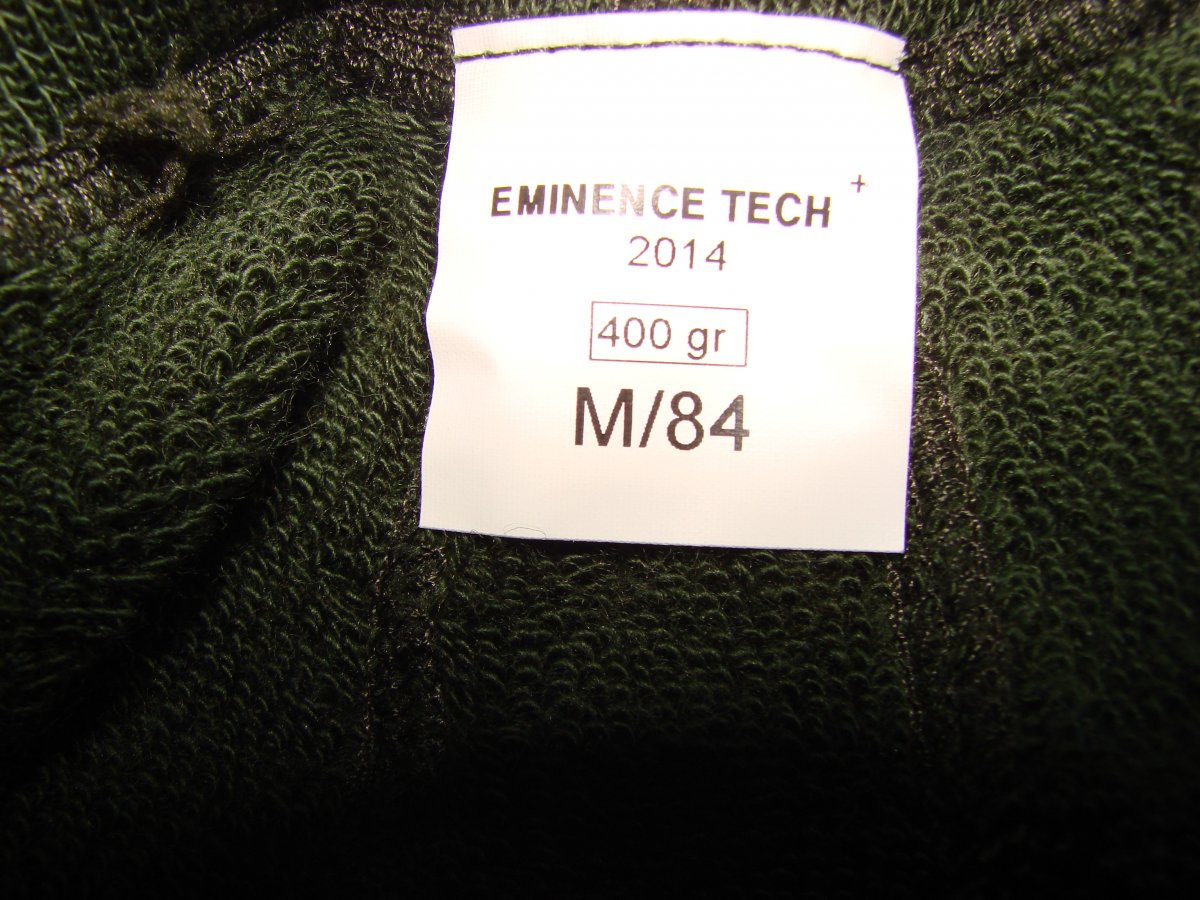 EMINENCE TECH +
2014
400 gr
M/84